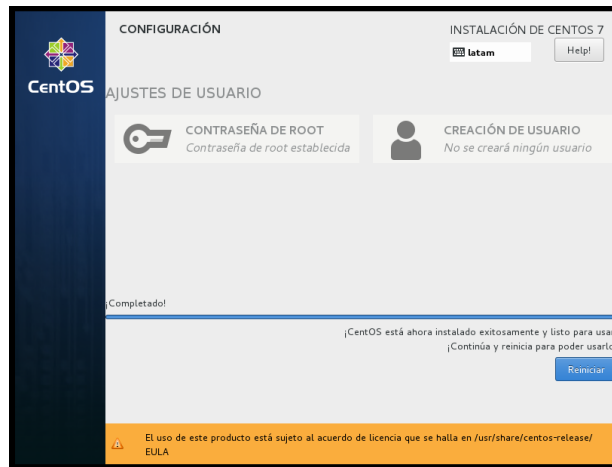 CONFIGURACIÓN
INSTALACIÓN DE CENTOS 7
latam
Help!
CentOS
AJUSTES DE USUARIO
CONTRASEÑA DE ROOT
Contraseña de root establecida
CREACIÓN DE USUARIO
No se creará ningún usuario
¡Completado!
¡CentOS está ahora instalado exitosamente y listo para usar
¡Continúa y reinicia para poder usarlo
Reiniciar
El uso de este producto está sujeto al acuerdo de licencia que se halla en /usr/share/centos-release/
EULA